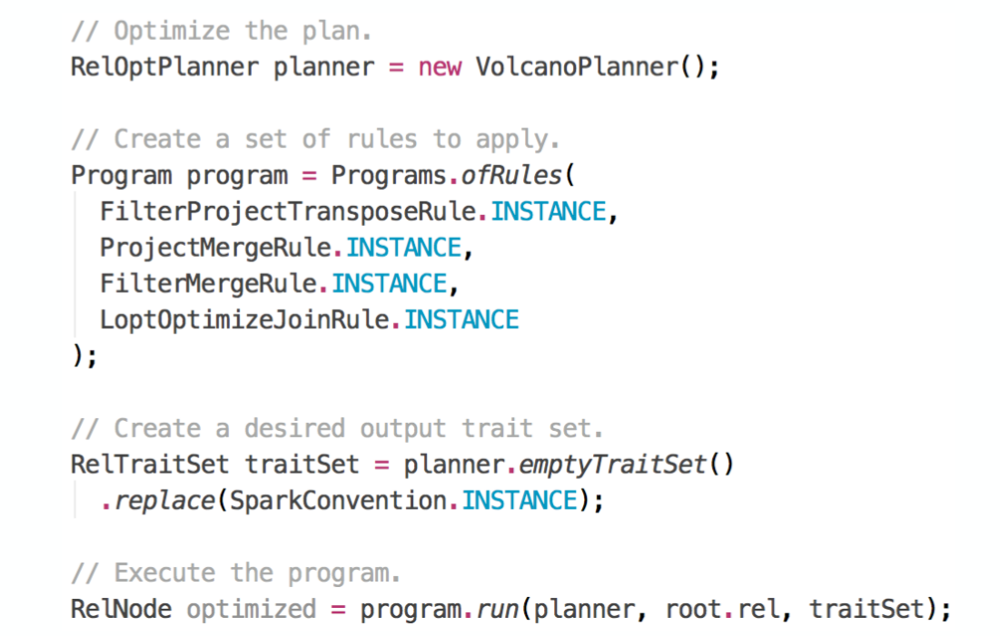 // Optimize the plan.
RelOptPlanner planner = new VolcanoPlanner();
// Create a set of rules to apply.
Program program = Programs.ofRules(
FilterProjectTransposeRule.INSTANCE,
ProjectMergeRule.INSTANCE,
FilterMergeRule.INSTANCE,
LoptOptimizeJoinRule.INSTANCE
);
// Create a desired output trait set.
RelTraitSet traitSet = planner.emptyTraitSet()
.replace(SparkConvention.INSTANCE);
// Execute the program.
RelNode optimized = program.run(planner, root.rel, traitSet);